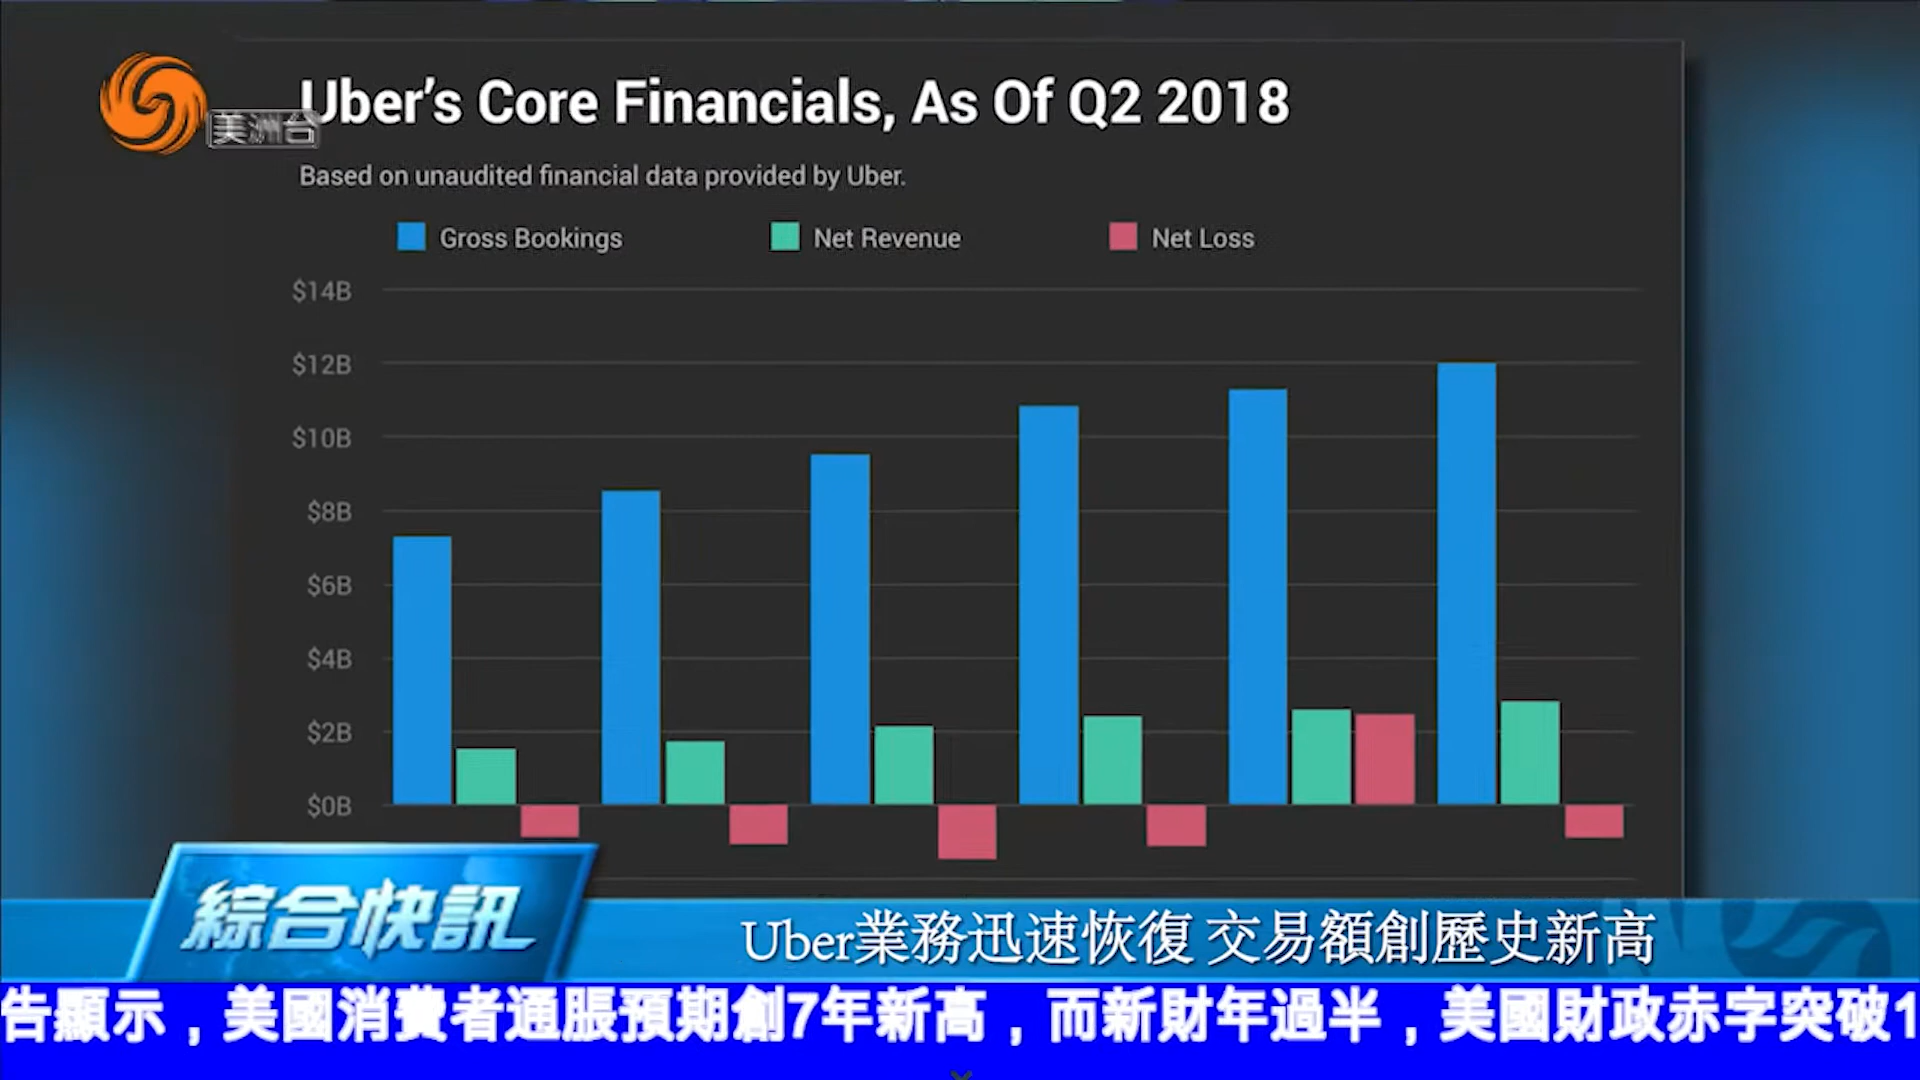 Uber's Core Financials, As Of Q2 2018
美洲台
Based on unaudited financial data provided by Uber.
Gross Bookings Net Revenue Net Loss
$14B
$12B
$10B
$8B
$6B
$4B
$2B
$0B
綜合快訊
Uber業務迅速恢復 交易額創歷史新高
告顯示，美國消費者通脹預期創7年新高，而新財年過半，美國財政赤字突破1